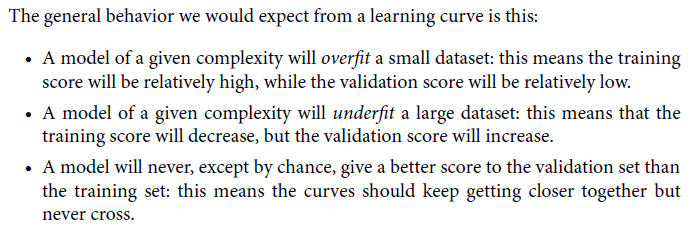 The general behavior we would expect from a learning curve is this:
• A model of a given complexity will overfit a small dataset: this means the training
score will be relatively high, while the validation score will be relatively low.
• A model of a given complexity will underfit a large dataset: this means that the
training score will decrease, but the validation score will increase.
• A model will never, except by chance, give a better score to the validation set than
the training set: this means the curves should keep getting closer together but
never cross.